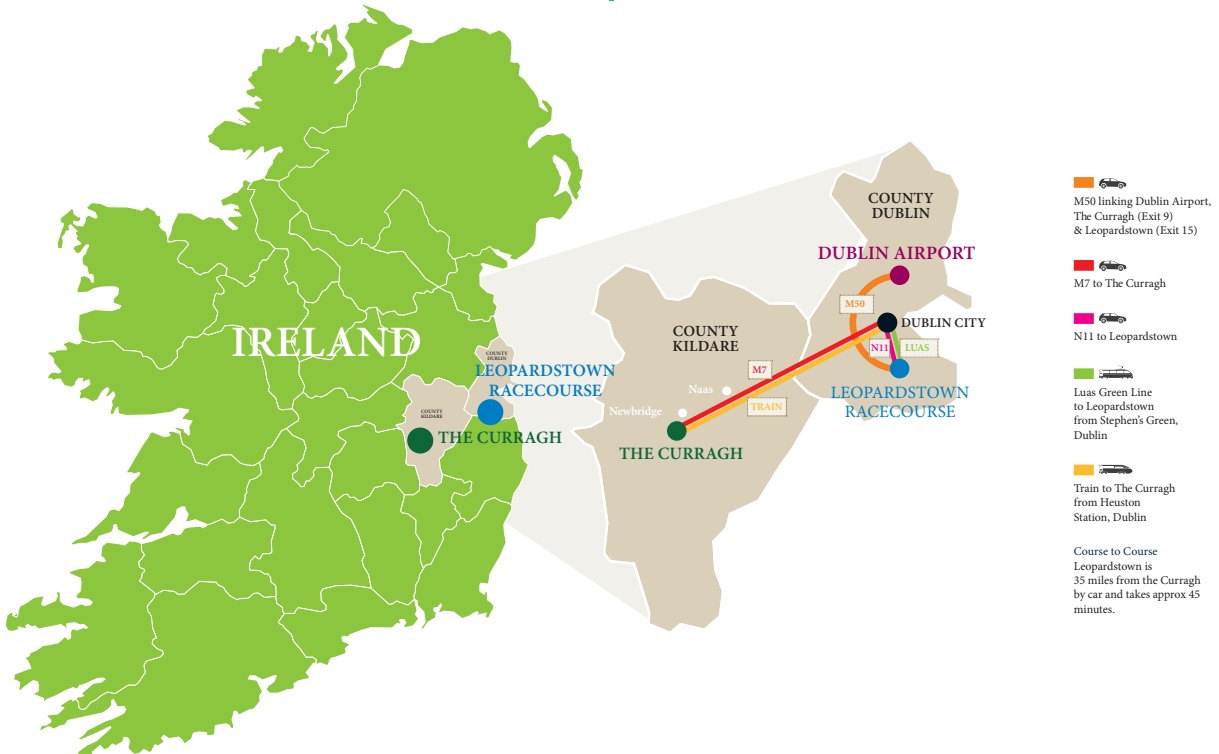 IRELAND
COUNTY
DUBLIN
LEOPARDSTOWN
RACECOURSE
COUNTY
KILDARE
THE CURRAGH
COUNTY
DUBLIN
DUBLIN AIRPORT
M50
DUBLIN CITY
N11
LUAS
LEOPARDSTOWN
RACECOURSE
COUNTY
KILDARE
M7
TRAIN
Naas
Newbridge
THE CURRAGH
M50 linking Dublin Airport,
The Curragh (Exit 9)
& Leopardstown (Exit 15)
M7 to The Curragh
N11 to Leopardstown
Luas Green Line
to Leopardstown
from Stephen's Green,
Dublin
Train to The Curragh
from Heuston
Station, Dublin
Course to Course
Leopardstown is
35 miles from the Curragh
by car and takes approx 45
minutes.